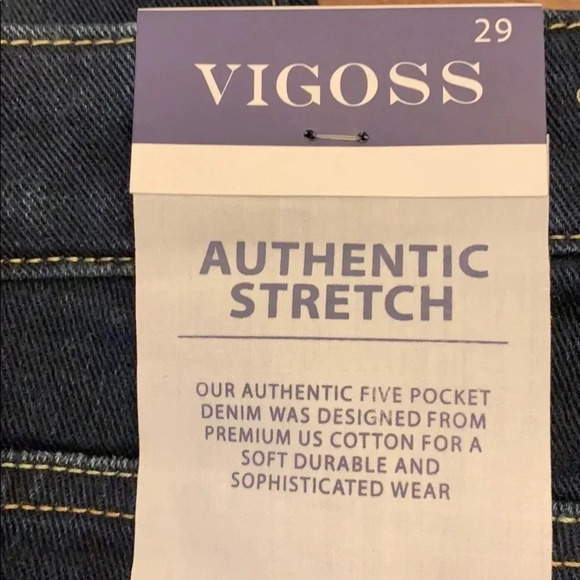 29
VIGOSS
AUTHENTIC
STRETCH
OUR AUTHENTIC FIVE POCKET
DENIM WAS DESIGNED FROM
PREMIUM US COTTON FOR A
SOFT DURABLE AND
SOPHISTICATED WEAR